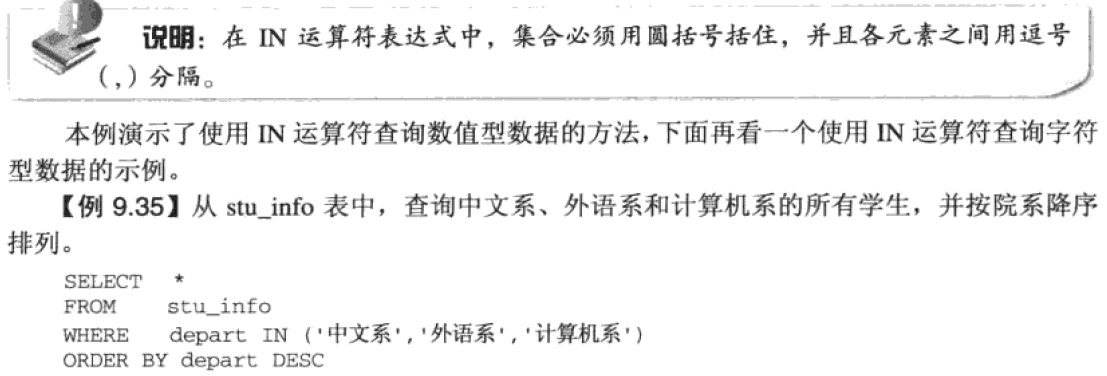 说明：在 IN 运算符表达式中，集合必须用圆括号括住，并且各元素之间用逗号
（,）分隔。
本例演示了使用 IN 运算符查询数值型数据的方法，下面再看一个使用 IN 运算符查询字符
型数据的示例。
【例 9.35】从 stu_info 表中，查询中文系、外语系和计算机系的所有学生，并按院系降序
排列。
SELECT *
FROM stu_info
WHERE depart IN ('中文系','外语系','计算机系')
ORDER BY depart DESC